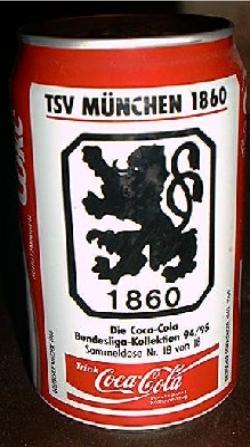 TSV MÜNCHEN 1860
1860
Die Coca-Cola
Bundesliga-Kollektion 94/95
Sammeldose Nr. 18 von 18
Trink
Coca-Cola
Coke